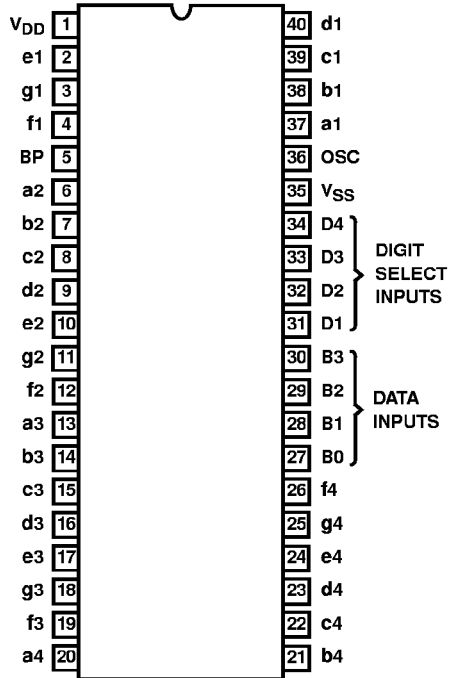 VDD 1 40 d1
e1 2 39 c1
g1 3 38 b1
f1 4 37 a1
BP 5 36 OSC
a2 6 35 VSS
b2 7 34 D4
c2 8 33 D3
d2 9 32 D2
e2 10 31 D1
DIGIT
SELECT
INPUTS
g2 11 30 B3
f2 12 29 B2
a3 13 28 B1
b3 14 27 B0
DATA
INPUTS
c3 15 26 f4
d3 16 25 g4
e3 17 24 e4
g3 18 23 d4
f3 19 22 c4
a4 20 21 b4